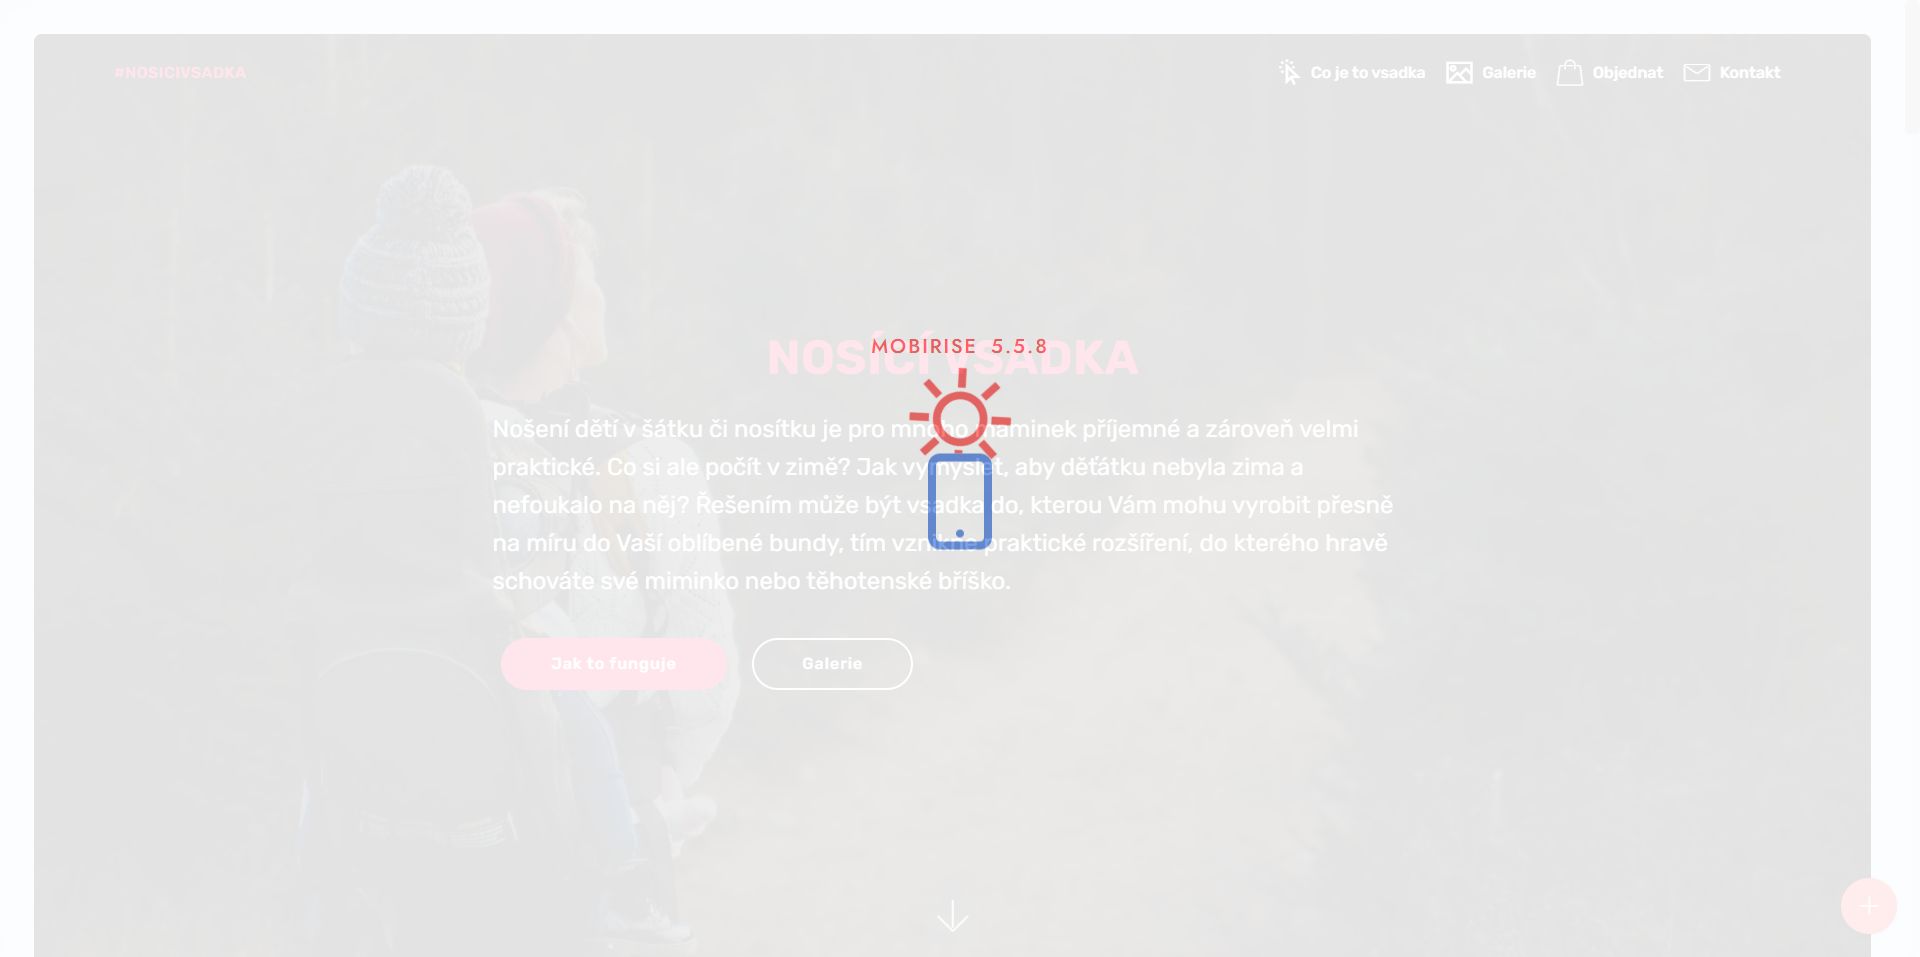 #NOSICIVSADKA
Co je to vsadka
Galerie
Objednat
Kontakt
MOBIRISE 5.5.8
NOSÍCÍ VSADKA
Nošení dětí v šátku či nosítku je pro mnoho maminek příjemné a zároveň velmi
praktické. Co si ale počít v zimě? Jak vymyslet, aby děťátku nebyla zima a
nefoukalo na něj? Řešením může být vsadka do, kterou Vám mohu vyrobit přesně
na míru do Vaší oblíbené bundy, tím vznikne praktické rozšíření, do kterého hravě
schováte své miminko nebo těhotenské bříško.
Jak to funguje
Galerie